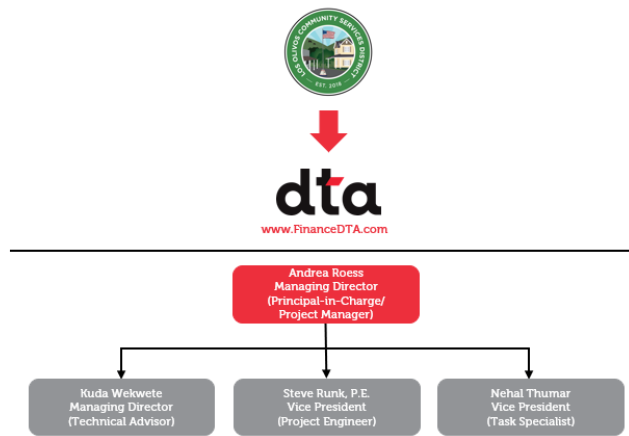 LOS OLIVOS COMMUNITY SERVICES DISTRICT
EST. 2018
dta
www.FinanceDTA.com
Andrea Roess
Managing Director
(Principal-in-Charge/
Project Manager)
Kuda Wekwete
Managing Director
(Technical Advisor)
Steve Runk, P.E.
Vice President
(Project Engineer)
Nehal Thumar
Vice President
(Task Specialist)